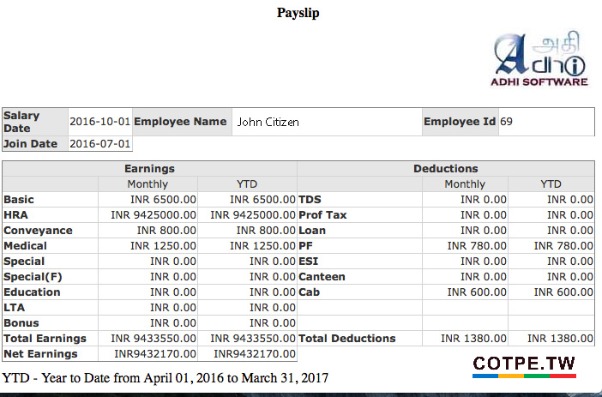 Payslip
அதி
Adhi
ADHI SOFTWARE
Salary Date 2016-10-01 Employee Name John Citizen Employee Id 69
Join Date 2016-07-01
Earnings Deductions
Monthly YTD Monthly YTD
Basic INR 6500.00 INR 6500.00 TDS INR 0.00 INR 0.00
HRA INR 9425000.00 INR 9425000.00 Prof Tax INR 0.00 INR 0.00
Conveyance INR 800.00 INR 800.00 Loan INR 0.00 INR 0.00
Medical INR 1250.00 INR 1250.00 PF INR 780.00 INR 780.00
Special INR 0.00 INR 0.00 ESI INR 0.00 INR 0.00
Special(F) INR 0.00 INR 0.00 Canteen INR 0.00 INR 0.00
Education INR 0.00 INR 0.00 Cab INR 600.00 INR 600.00
LTA INR 0.00 INR 0.00
Bonus INR 0.00 INR 0.00
Total Earnings INR 9433550.00 INR 9433550.00 Total Deductions INR 1380.00 INR 1380.00
Net Earnings INR9432170.00 INR9432170.00
COTPE.TW
YTD - Year to Date from April 01, 2016 to March 31, 2017